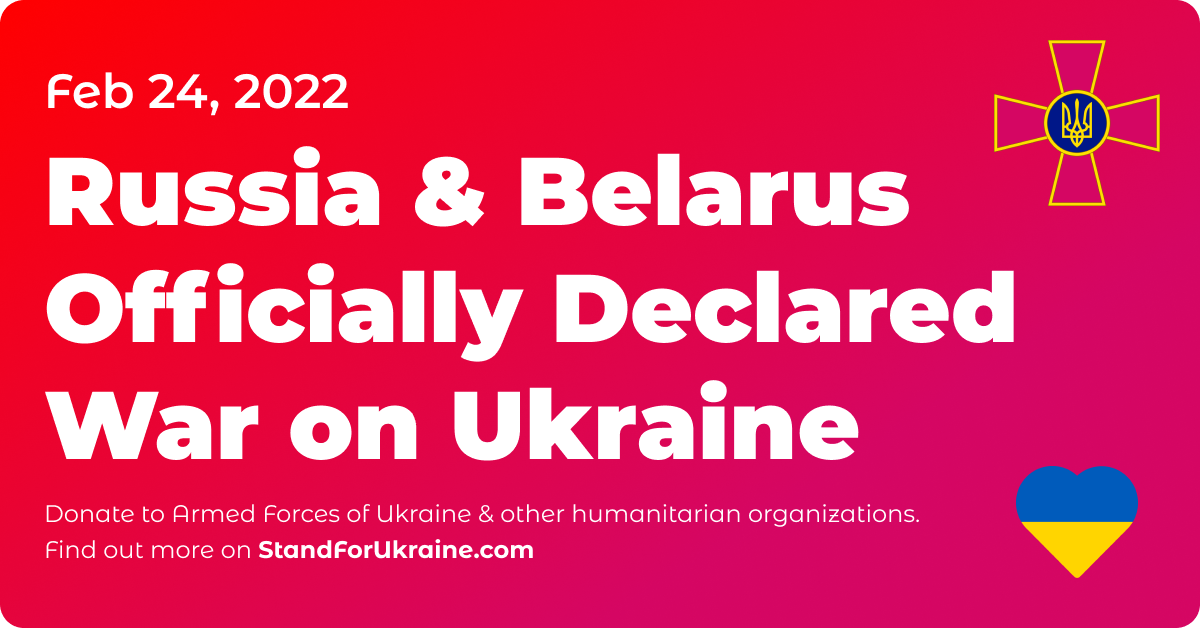 Feb 24, 2022
Russia & Belarus
Officially Declared
War on Ukraine
Donate to Armed Forces of Ukraine & other humanitarian organizations.
Find out more on StandForUkraine.com